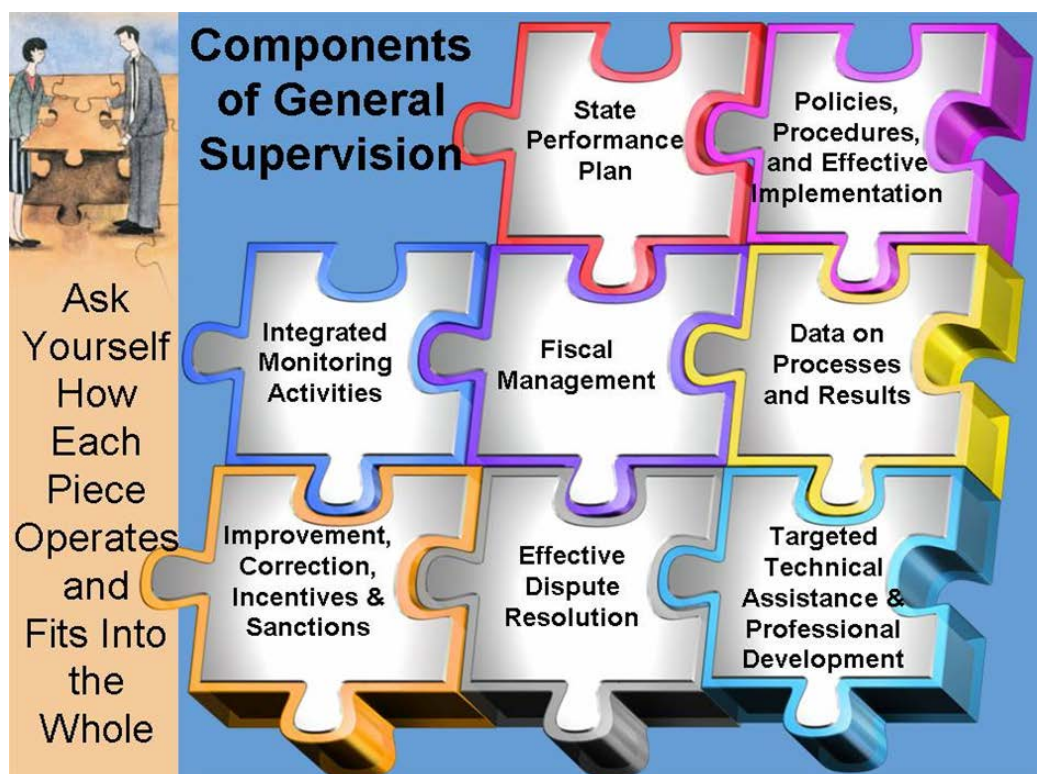 Components
of General
Supervision
State
Performance
Plan
Policies,
Procedures,
and Effective
Implementation
Integrated
Monitoring
Activities
Fiscal
Management
Data on
Processes
and Results
Improvement,
Correction,
Incentives &
Sanctions
Effective
Dispute
Resolution
Targeted
Technical
Assistance &
Professional
Development
Ask
Yourself
How
Each
Piece
Operates
and
Fits Into
the
Whole